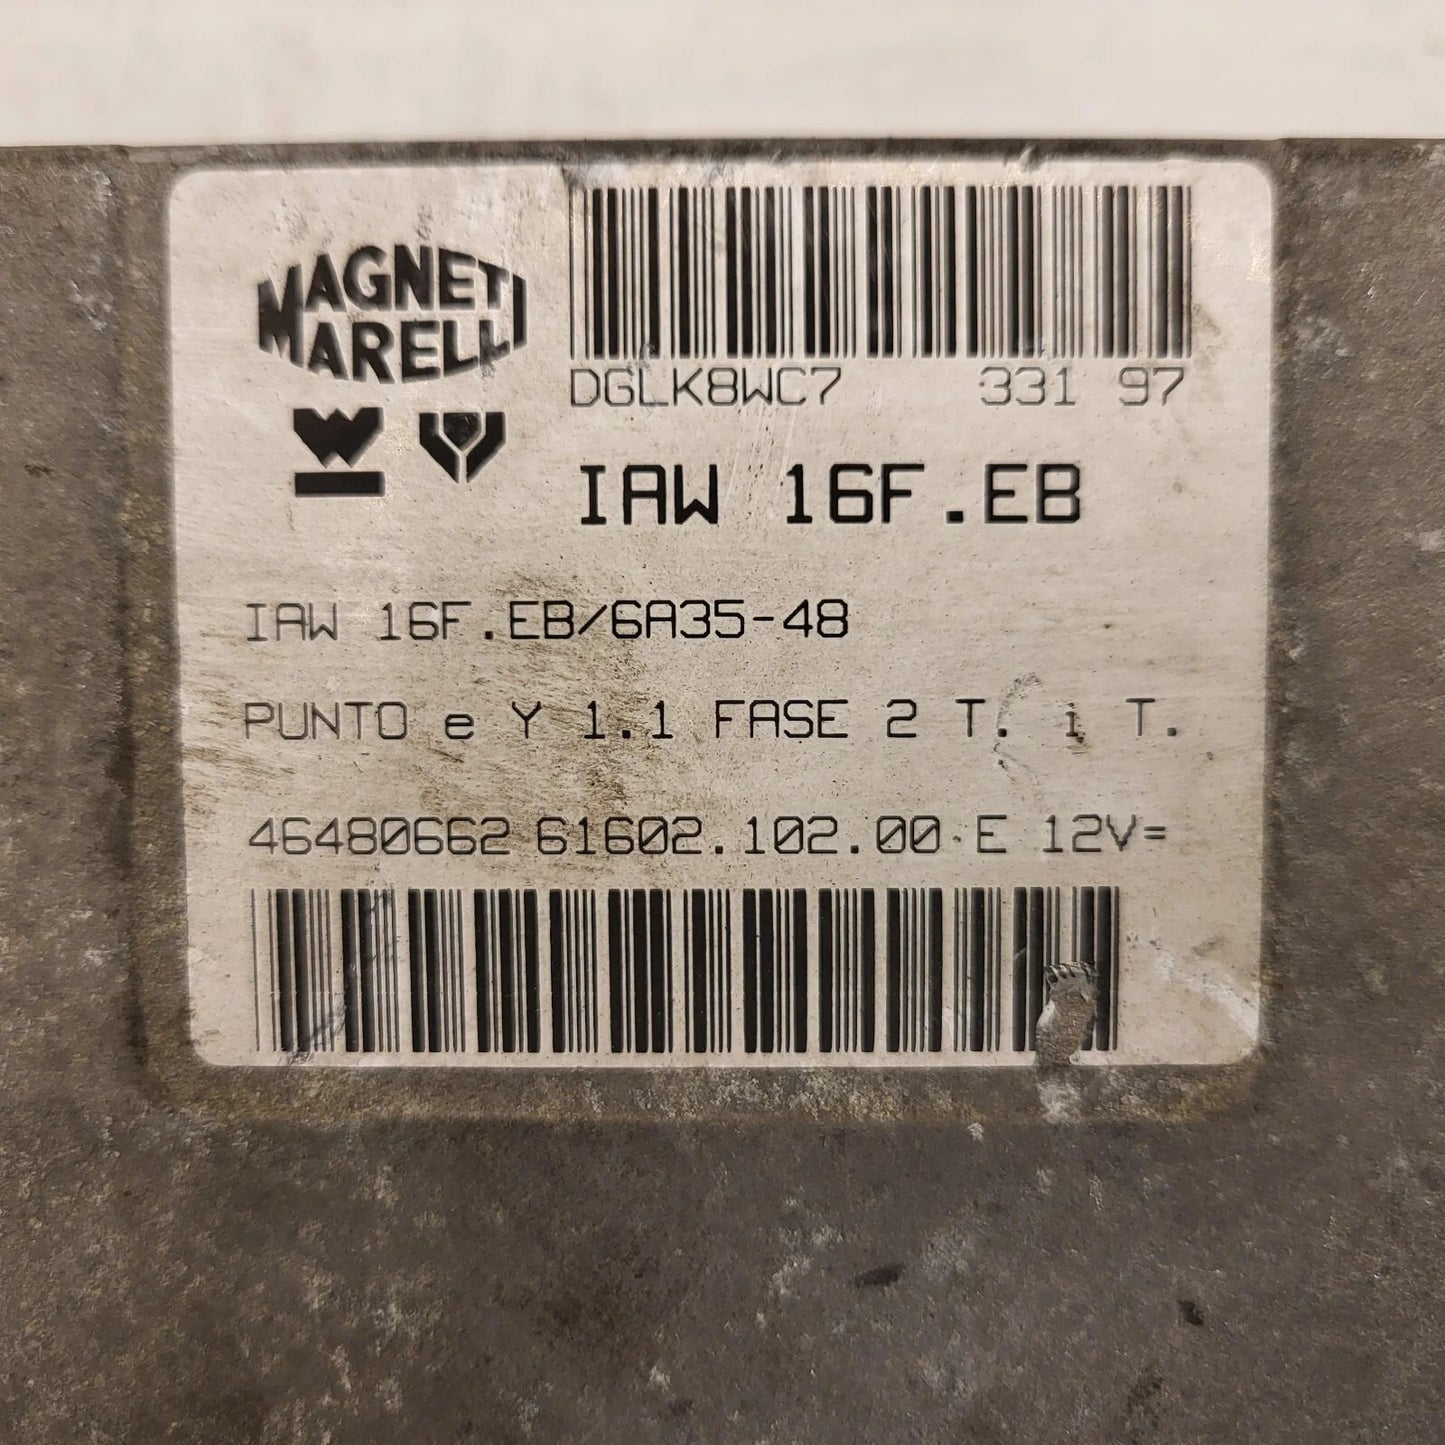 MAGNETI
MARELLI
DGLK8WC7 331 97
W
IAW 16F.EB
IAW 16F.EB/6A35-48
PUNTO e Y 1.1 FASE 2 T. i T.
46480662 61602.102.00-E 12V=